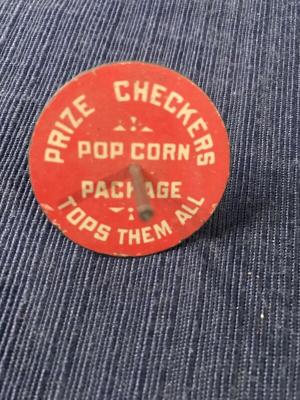 PRIZE CHECKERS
POP CORN
PACKAGE
TOPS THEM ALL